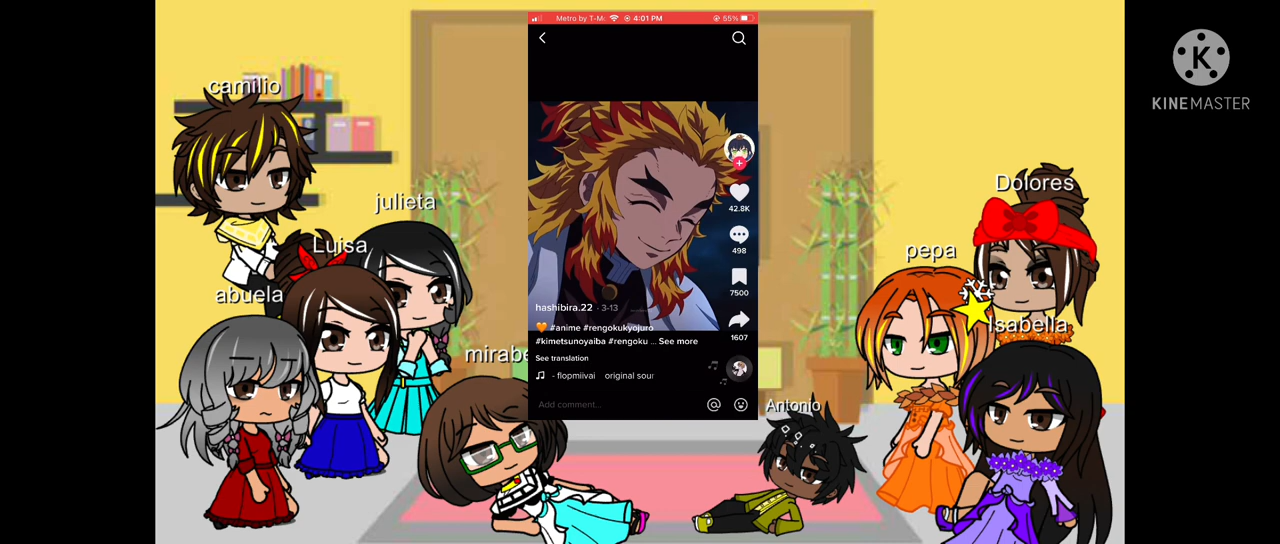 Metro by T-M
4:01 PM
55%
camilio
julieta
Luisa
abuela
mirabe
Antonio
Dolores
pepa
Isabella
42.8K
498
7500
1607
hashibira.22 · 3-13
🧡 #anime #rengokukyojuro
#kimetsunoyaiba #rengoku ... See more
See translation
- flopmiivai original sour
Add comment...
K
KINEMASTER